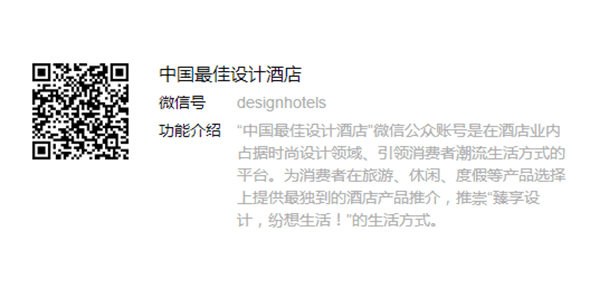 中国最佳设计酒店
微信号 designhotels
功能介绍 “中国最佳设计酒店”微信公众账号是在酒店业内
占据时尚设计领域、引领消费者潮流生活方式的
平台。为消费者在旅游、休闲、度假等产品选择
上提供最独到的酒店产品推介，推崇“臻享设
计，纷想生活！”的生活方式。